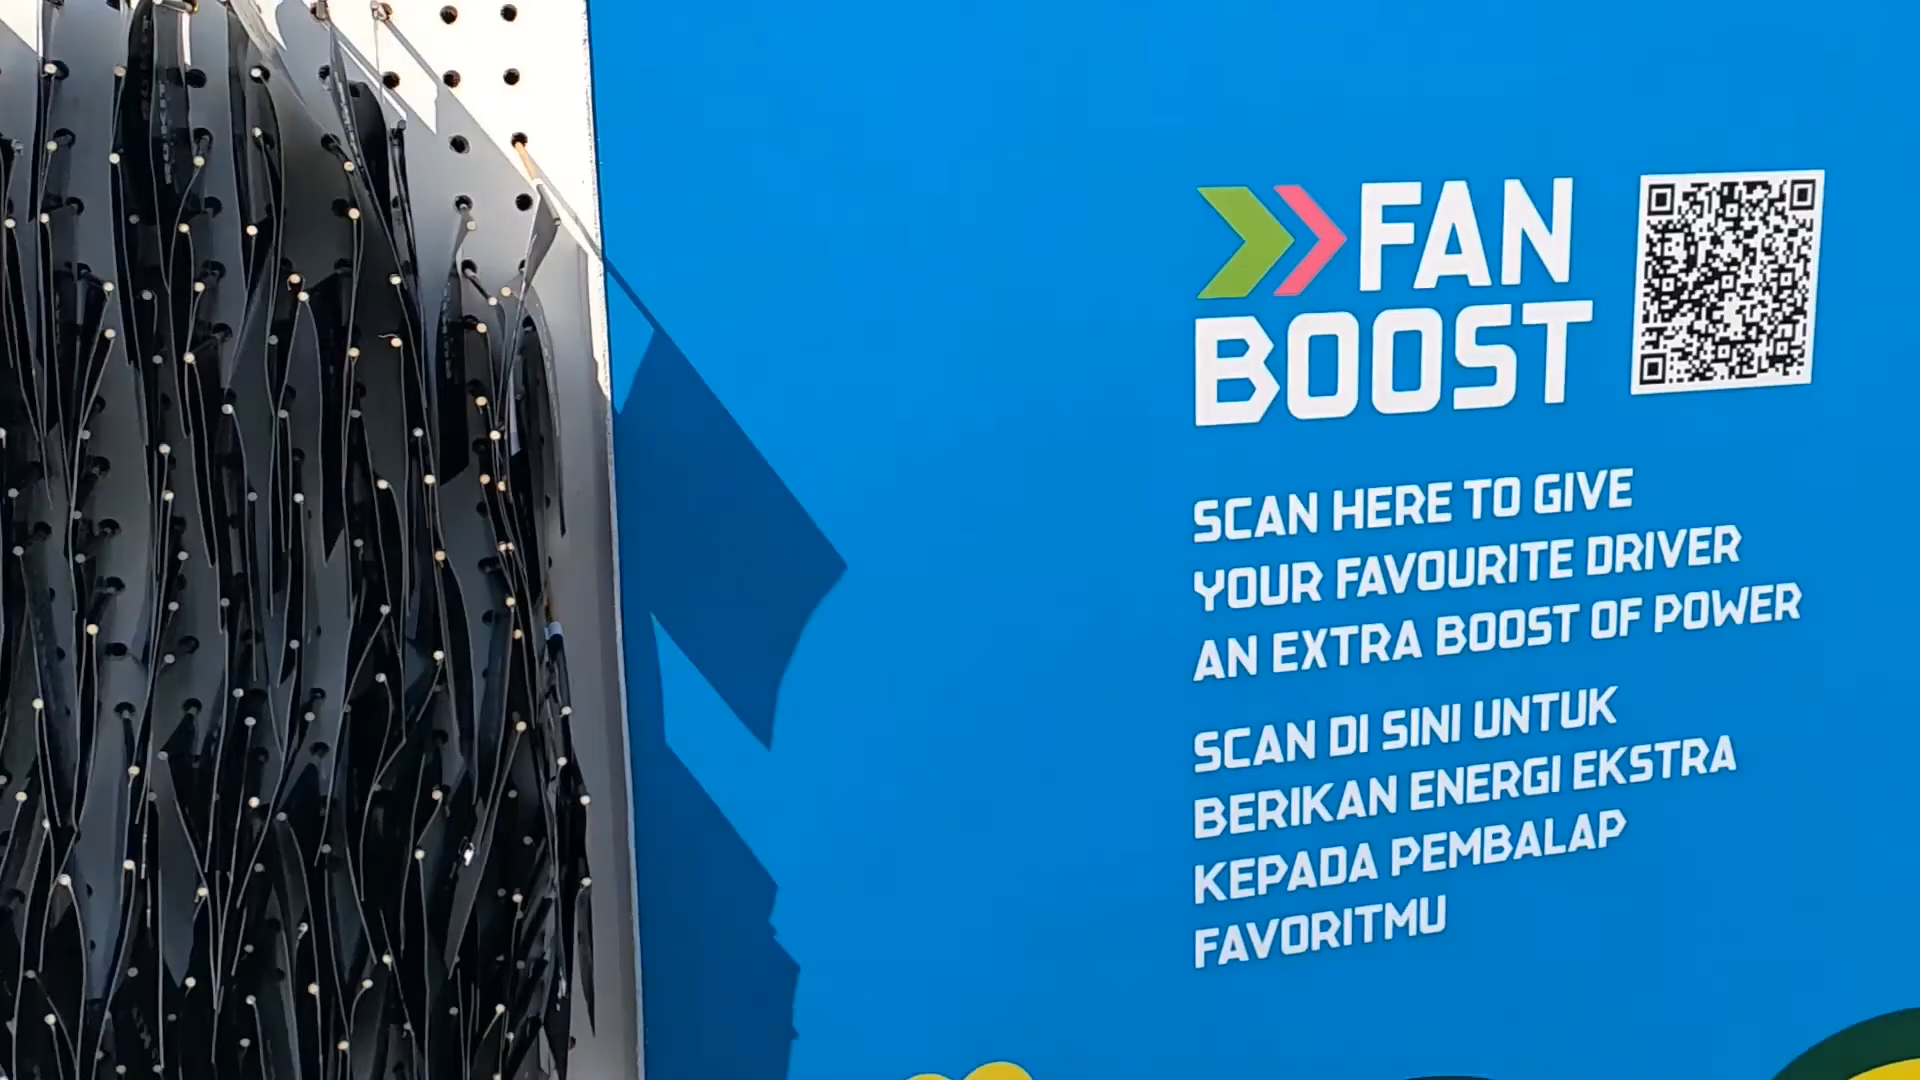 FAN
BOOST
SCAN HERE TO GIVE
YOUR FAVOURITE DRIVER
AN EXTRA BOOST OF POWER
SCAN DI SINI UNTUK
BERIKAN ENERGI EKSTRA
KEPADA PEMBALAP
FAVORITMU